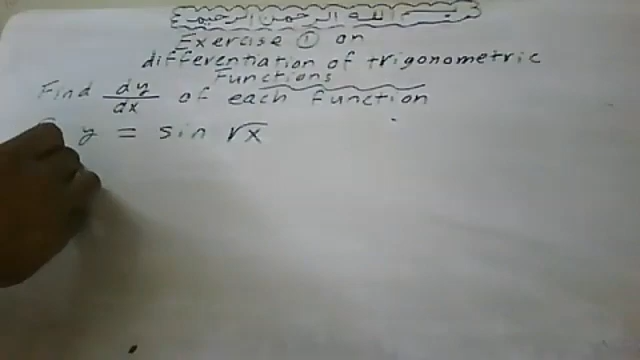 بسم الله الرحمن الرحيم
Exercise ① on
differentiation of trigonometric
Functions
Find dy/dx of each function
y = sin √x